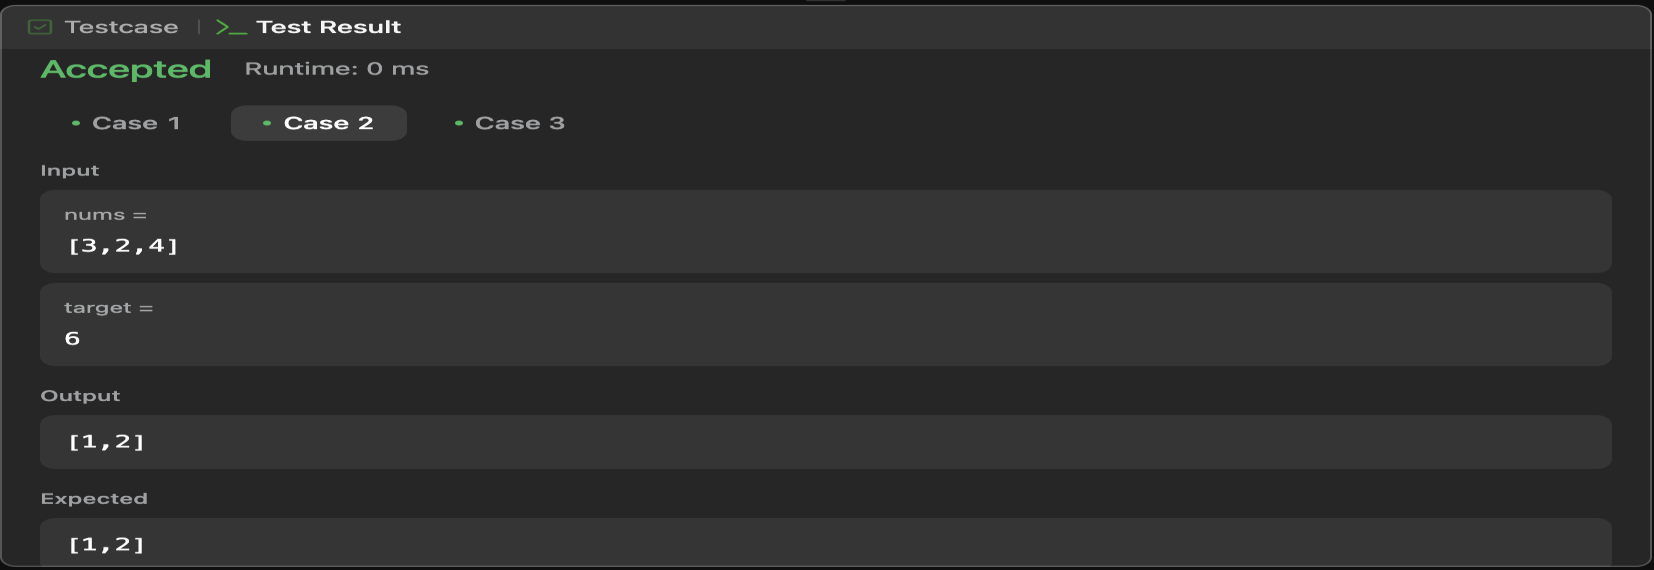 Testcase | >_ Test Result
Accepted Runtime: 0 ms
• Case 1 • Case 2 • Case 3
Input
nums =
[3,2,4]
target =
6
Output
[1,2]
Expected
[1,2]